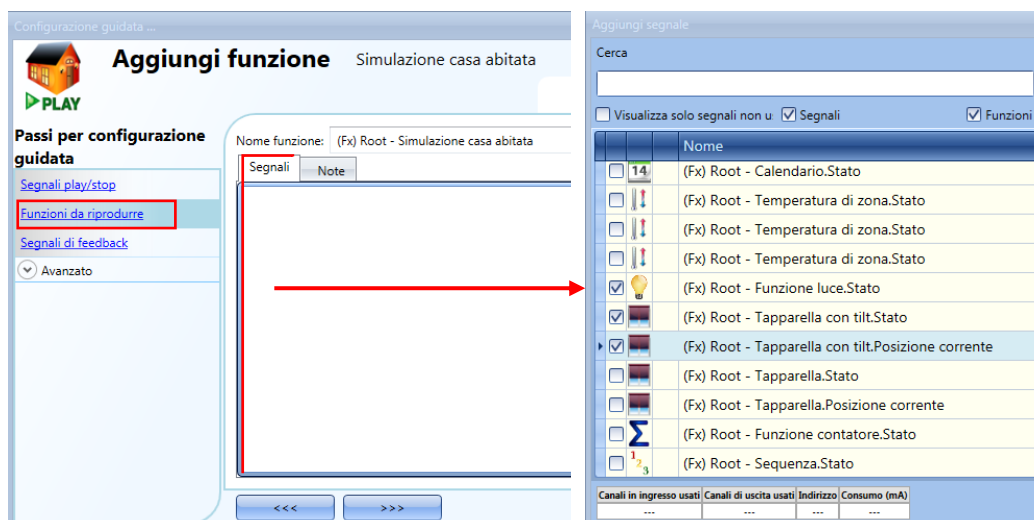 Configurazione guidata ...
Aggiungi funzione Simulazione casa abitata
PLAY
Passi per configurazione
guidata
Segnali play/stop
Funzioni da riprodurre
Segnali di feedback
Avanzato
Nome funzione: (Fx) Root - Simulazione casa abitata
Segnali Note
<<< >>>
Aggiungi segnale
Cerca
Visualizza solo segnali non u Segnali Funzioni
Nome
14 (Fx) Root - Calendario.Stato
(Fx) Root - Temperatura di zona.Stato
(Fx) Root - Temperatura di zona.Stato
(Fx) Root - Temperatura di zona.Stato
(Fx) Root - Funzione luce.Stato
(Fx) Root - Tapparella con tilt.Stato
(Fx) Root - Tapparella con tilt.Posizione corrente
(Fx) Root - Tapparella.Stato
(Fx) Root - Tapparella.Posizione corrente
Σ (Fx) Root - Funzione contatore.Stato
1 2 3 (Fx) Root - Sequenza.Stato
Canali in ingresso usati Canali di uscita usati Indirizzo Consumo (mA)
--- --- --- ---